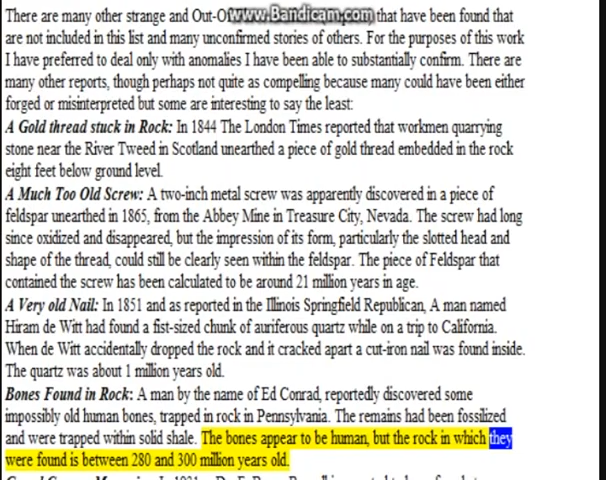 There are many other strange and Out-Of www.Bandicam.com that have been found that
are not included in this list and many unconfirmed stories of others. For the purposes of this work
I have preferred to deal only with anomalies I have been able to substantially confirm. There are
many other reports, though perhaps not quite as compelling because many could have been either
forged or misinterpreted but some are interesting to say the least:
A Gold thread stuck in Rock: In 1844 The London Times reported that workmen quarrying
stone near the River Tweed in Scotland unearthed a piece of gold thread embedded in the rock
eight feet below ground level.
A Much Too Old Screw: A two-inch metal screw was apparently discovered in a piece of
feldspar unearthed in 1865, from the Abbey Mine in Treasure City, Nevada. The screw had long
since oxidized and disappeared, but the impression of its form, particularly the slotted head and
shape of the thread, could still be clearly seen within the feldspar. The piece of Feldspar that
contained the screw has been calculated to be around 21 million years in age.
A Very old Nail: In 1851 and as reported in the Illinois Springfield Republican, A man named
Hiram de Witt had found a fist-sized chunk of auriferous quartz while on a trip to California.
When de Witt accidentally dropped the rock and it cracked apart a cut-iron nail was found inside.
The quartz was about 1 million years old.
Bones Found in Rock: A man by the name of Ed Conrad, reportedly discovered some
impossibly old human bones, trapped in rock in Pennsylvania. The remains had been fossilized
and were trapped within solid shale. The bones appear to be human, but the rock in which they
were found is between 280 and 300 million years old.